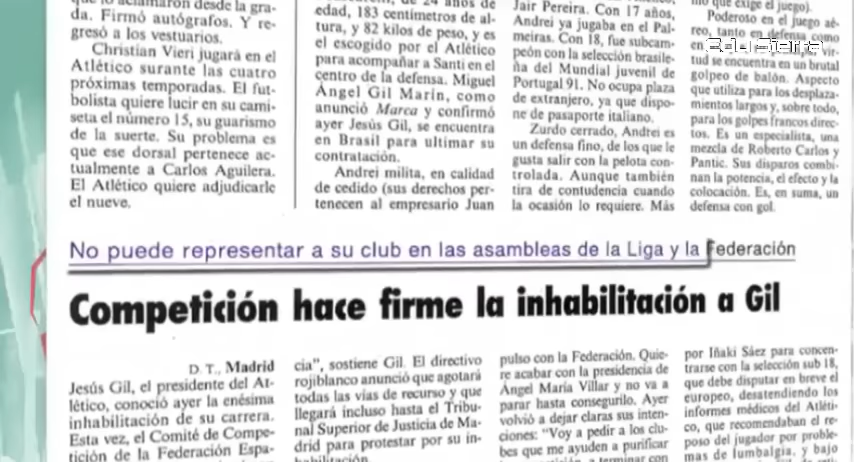 que lo aclamaron desde la gra-
da. Firmó autógrafos. Y re-
gresó a los vestuarios.
Christian Vieri jugará en el
Atlético surante las cuatro
próximas temporadas. El fut-
bolista quiere lucir en su cami-
seta el número 15, su guarismo
de la suerte. Su problema es
que ese dorsal pertenece ac-
tualmente a Carlos Aguilera.
El Atlético quiere adjudicarle
el nueve.
de 24 años de
edad, 183 centímetros de al-
tura, y 82 kilos de peso, y es
el escogido por el Atlético
para acompañar a Santi en el
centro de la defensa. Miguel
Ángel Gil Marín, como
anunció Marca y confirmó
ayer Jesús Gil, se encuentra
en Brasil para ultimar su
contratación.
Andrei milita, en calidad
de cedido (sus derechos per-
tenecen al empresario Juan
Jair Pereira. Con 17 años,
Andrei ya jugaba en el Pal-
meiras. Con 18, fue subcam-
peón con la selección brasile-
ña del Mundial juvenil de
Portugal 91. No ocupa plaza
de extranjero, ya que dispo-
ne de pasaporte italiano.
Zurdo cerrado, Andrei es
un defensa fino, de los que le
gusta salir con la pelota con-
trolada. Aunque también
tira de contudencia cuando
la ocasión lo requiere. Más
que exige el juego).
Poderoso en el juego aé-
reo, tanto en defensa como
Edu Sierra
vir-
tud se encuentra en un brutal
golpeo de balón. Aspecto
que utiliza para los desplaza-
mientos largos y, sobre todo,
para los golpes francos direc-
tos. Es un especialista, una
mezcla de Roberto Carlos y
Pantic. Sus disparos combi-
nan la potencia, el efecto y la
colocación. Es, en suma, un
defensa con gol.
No puede representar a su club en las asambleas de la Liga y la Federación
Competición hace firme la inhabilitación a Gil
D. T., Madrid
Jesús Gil, el presidente del At-
lético, conoció ayer la enésima
inhabilitación de su carrera.
Esta vez, el Comité de Compe-
tición de la Federación Espa-
cia", sostiene Gil. El directivo
rojiblanco anunció que agotará
todas las vías de recurso y que
llegará incluso hasta el Tribu-
nal Superior de Justicia de Ma-
drid para protestar por su in-
habilitación.
pulso con la Federación. Quie-
re acabar con la presidencia de
Ángel María Villar y no va a
parar hasta conseguirlo. Ayer
volvió a dejar claras sus inten-
ciones: "Voy a pedir a los clu-
bes que me ayuden a purificar
a terminar con
por Iñaki Sáez para concen-
trarse con la selección sub 18,
que debe disputar en breve el
europeo, desatendiendo los
informes médicos del Atléti-
co, que recomendaban el re-
poso del jugador por proble-
mas de lumbalgia, y bajo